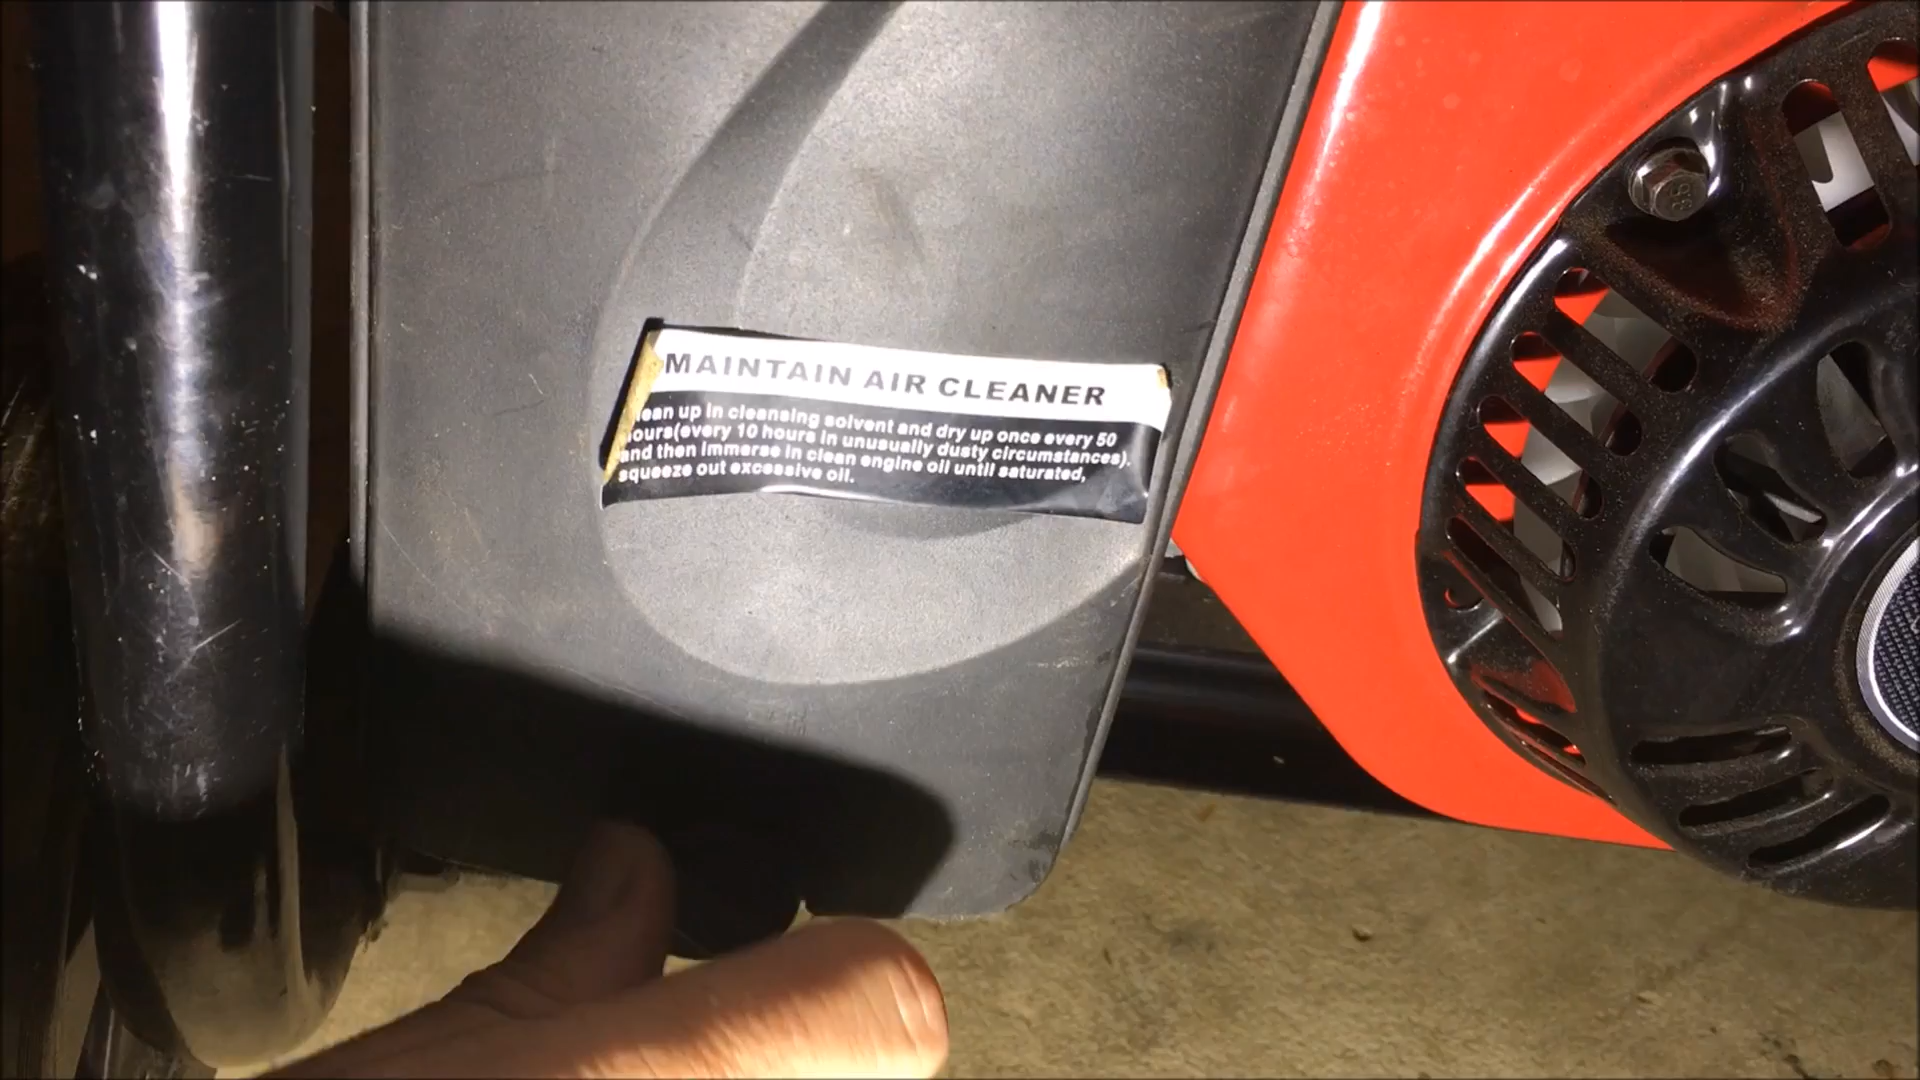 MAINTAIN AIR CLEANER
lean up in cleansing solvent and dry up once every 50
ours(every 10 hours in unusually dusty circumstances).
and then immerse in clean engine oil until saturated,
squeeze out excessive oil.